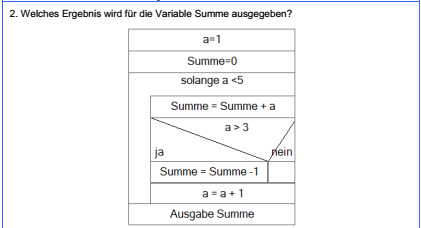 2. Welches Ergebnis wird für die Variable Summe ausgegeben?
a=1
Summe=0
solange a <5
Summe = Summe + a
a > 3
ja nein
Summe = Summe -1
a = a + 1
Ausgabe Summe